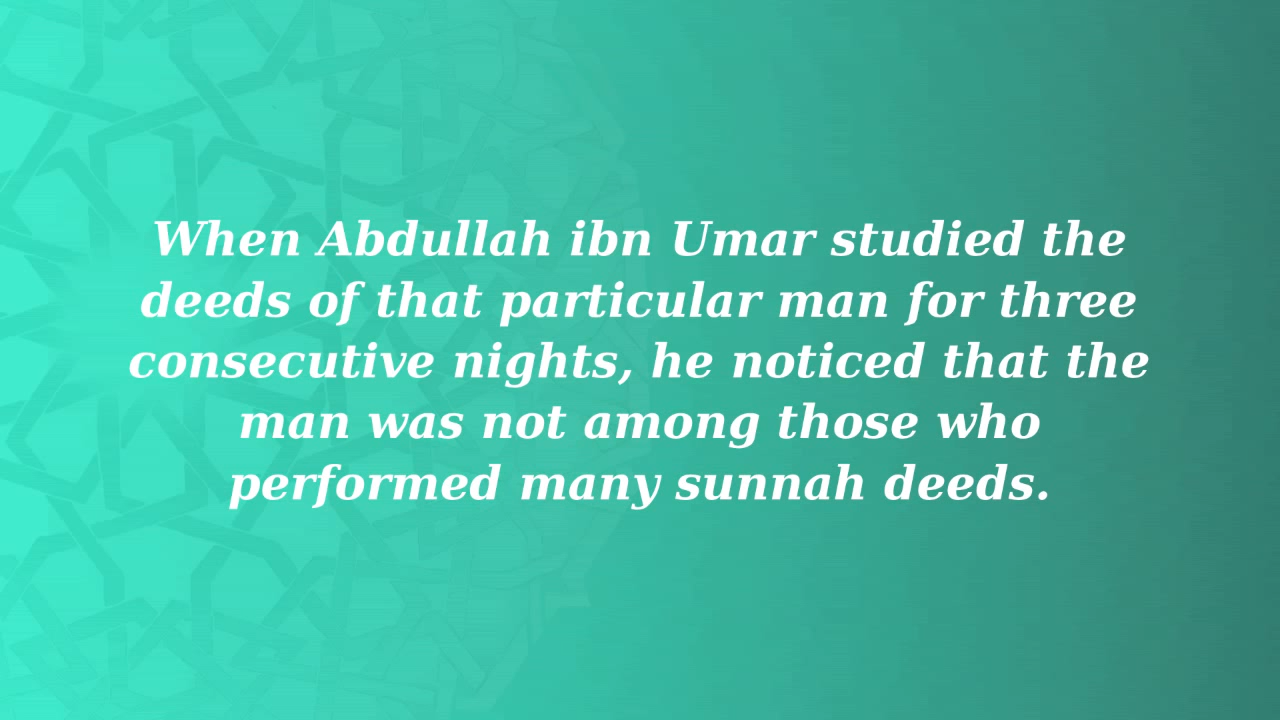 When Abdullah ibn Umar studied the
deeds of that particular man for three
consecutive nights, he noticed that the
man was not among those who
performed many sunnah deeds.